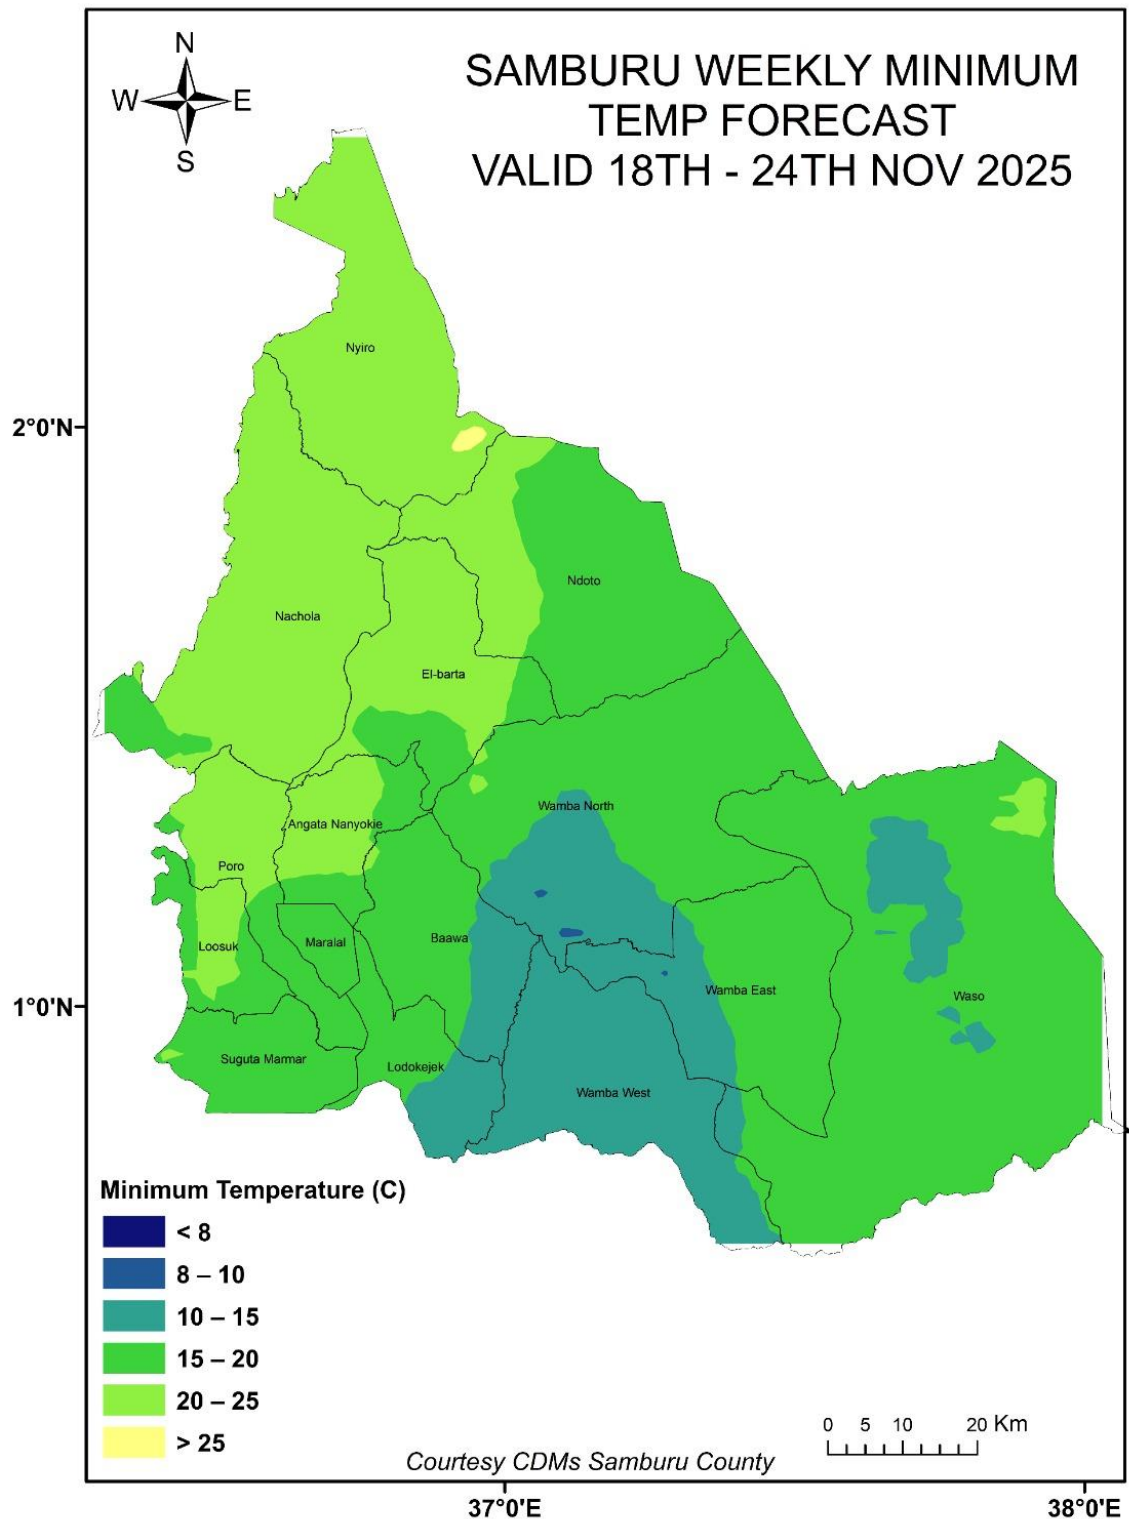 N
W E
S
SAMBURU WEEKLY MINIMUM
TEMP FORECAST
VALID 18TH - 24TH NOV 2025
Nyiro
2°0'N
Ndoto
Nachola
El-barta
Wamba North
Angata Nanyokie
Poro
Baawa
Maralal
Loosuk
Wamba East
Waso
1°0'N
Suguta Marmar
Lodokejek
Wamba West
Minimum Temperature (C)
< 8
8 – 10
10 – 15
15 – 20
20 – 25
> 25
0 5 10 20 Km
Courtesy CDMs Samburu County
37°0'E 38°0'E